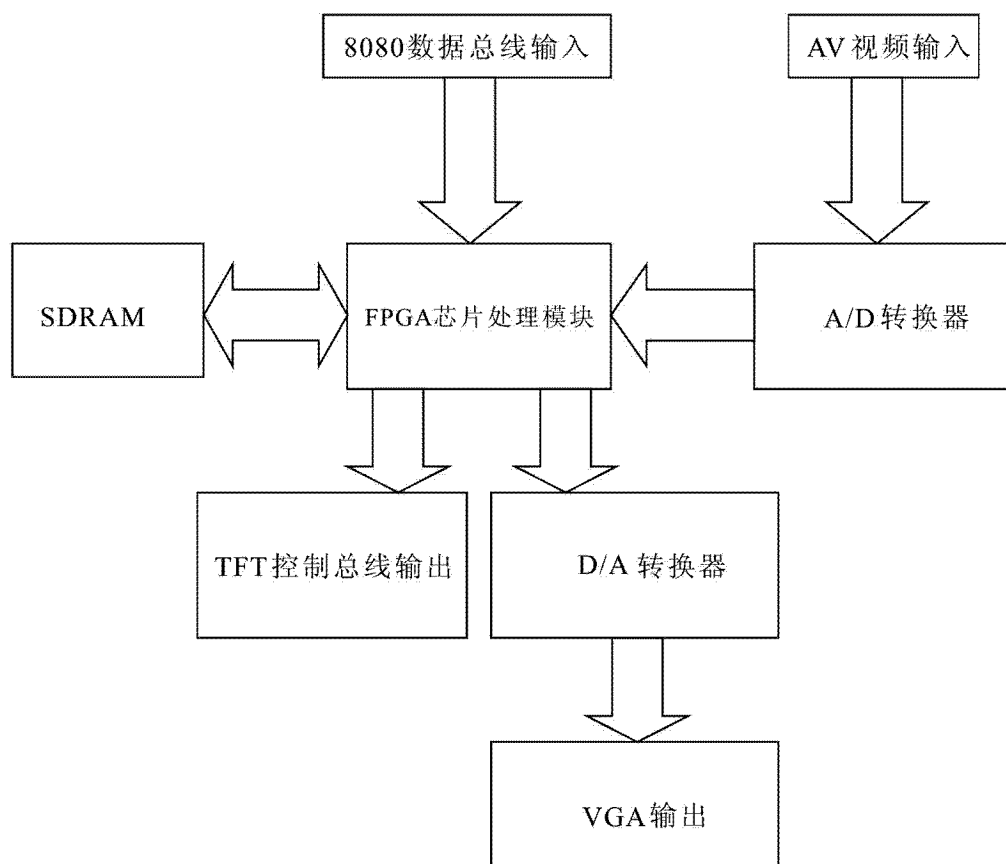 8080数据总线输入
AV视频输入
SDRAM
FPGA芯片处理模块
A/D转换器
TFT控制总线输出
D/A转换器
VGA输出